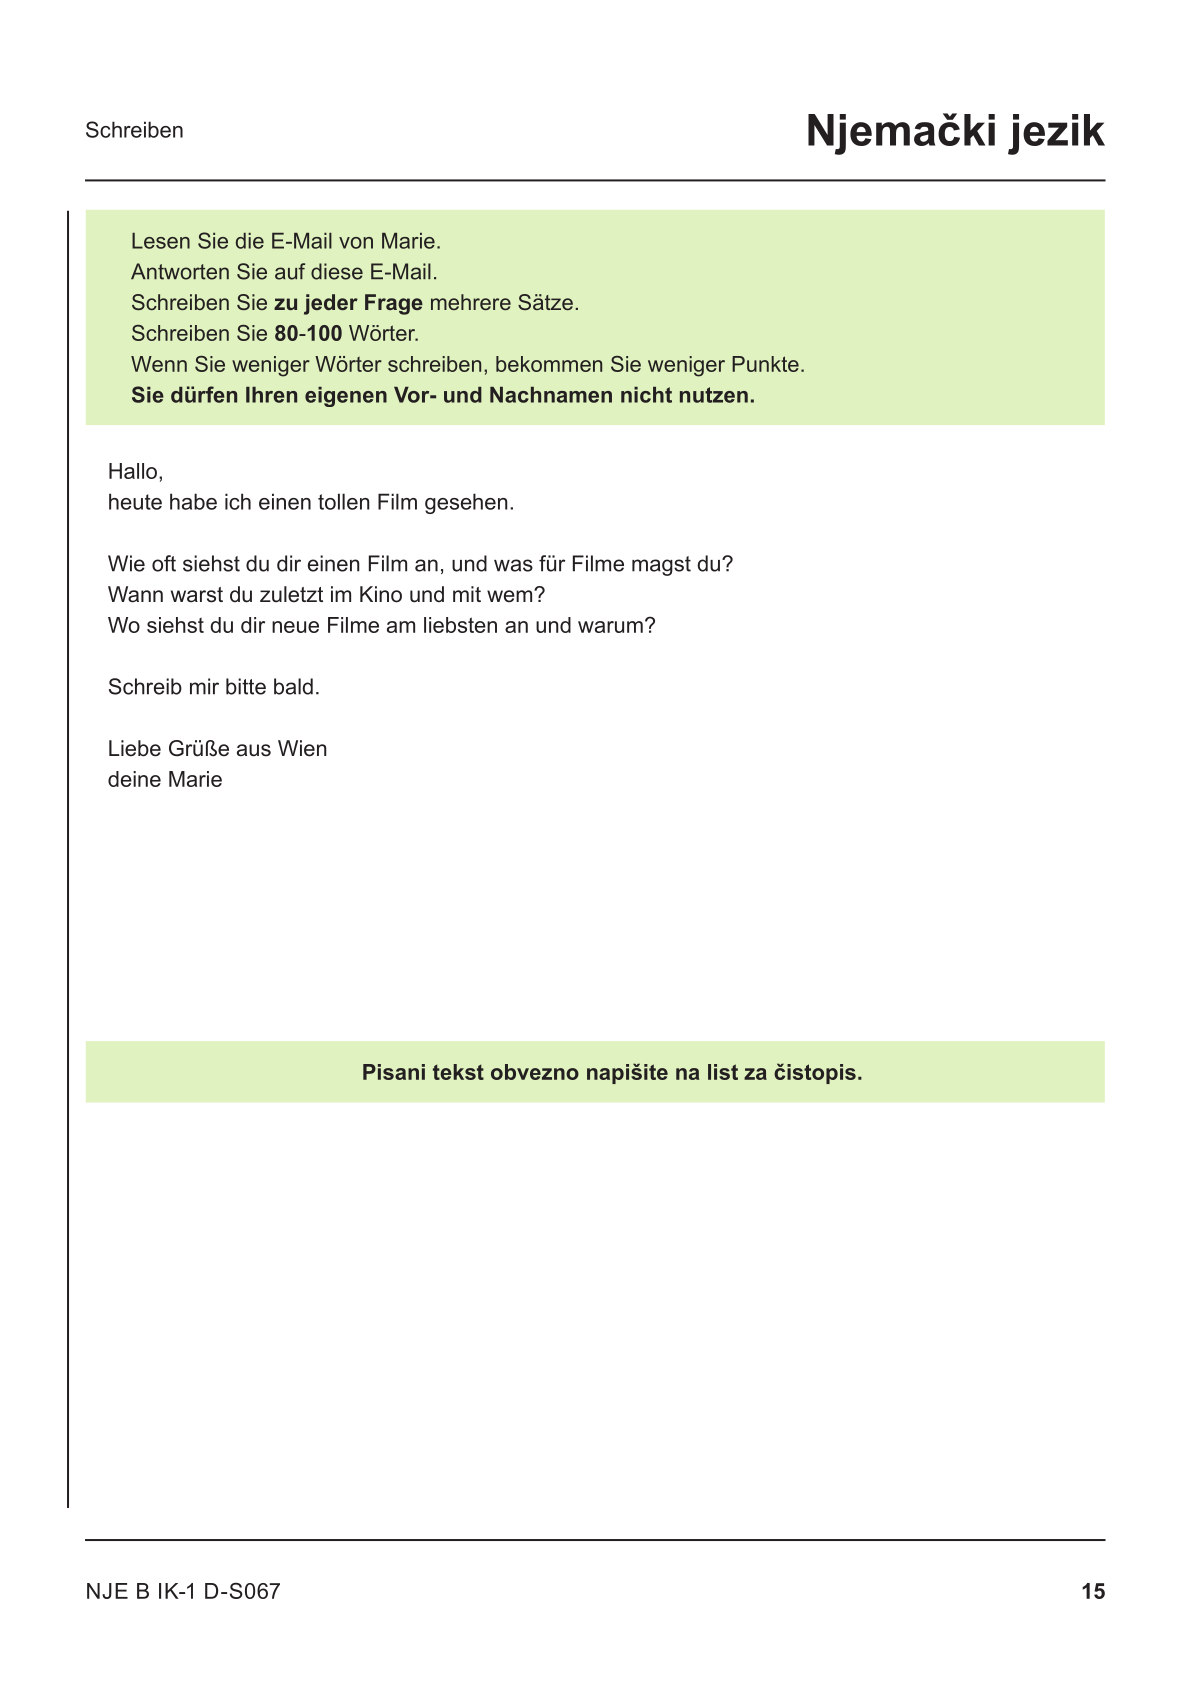 Schreiben
Njemački jezik
Lesen Sie die E-Mail von Marie.
Antworten Sie auf diese E-Mail.
Schreiben Sie zu jeder Frage mehrere Sätze.
Schreiben Sie 80-100 Wörter.
Wenn Sie weniger Wörter schreiben, bekommen Sie weniger Punkte.
Sie dürfen Ihren eigenen Vor- und Nachnamen nicht nutzen.
Hallo,
heute habe ich einen tollen Film gesehen.
Wie oft siehst du dir einen Film an, und was für Filme magst du?
Wann warst du zuletzt im Kino und mit wem?
Wo siehst du dir neue Filme am liebsten an und warum?
Schreib mir bitte bald.
Liebe Grüße aus Wien
deine Marie
Pisani tekst obvezno napišite na list za čistopis.
NJE B IK-1 D-S067
15